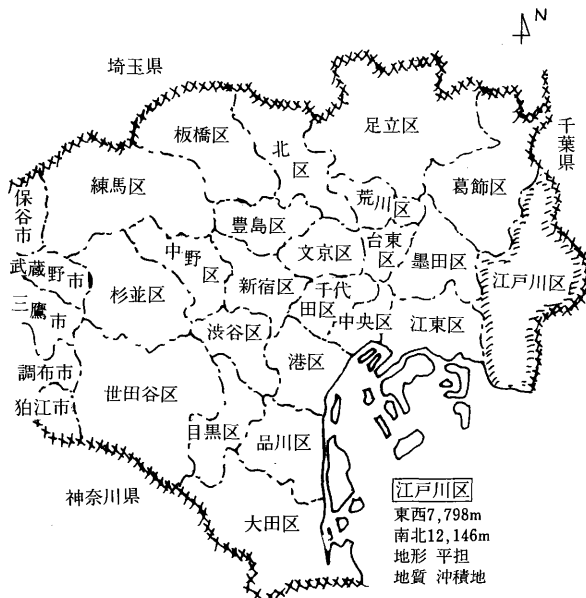 N
埼玉県
足立区
板橋区
北区
千葉県
練馬区
葛飾区
荒川区
保谷市
豊島区
台東区
文京区
中野区
墨田区
江戸川区
武蔵野市
杉並区
新宿区
千代田区
三鷹市
中央区
江東区
渋谷区
港区
調布市
世田谷区
狛江市
目黒区
品川区
神奈川県
江戸川区
大田区
東西7,798m
南北12,146m
地形 平担
地質 沖積地